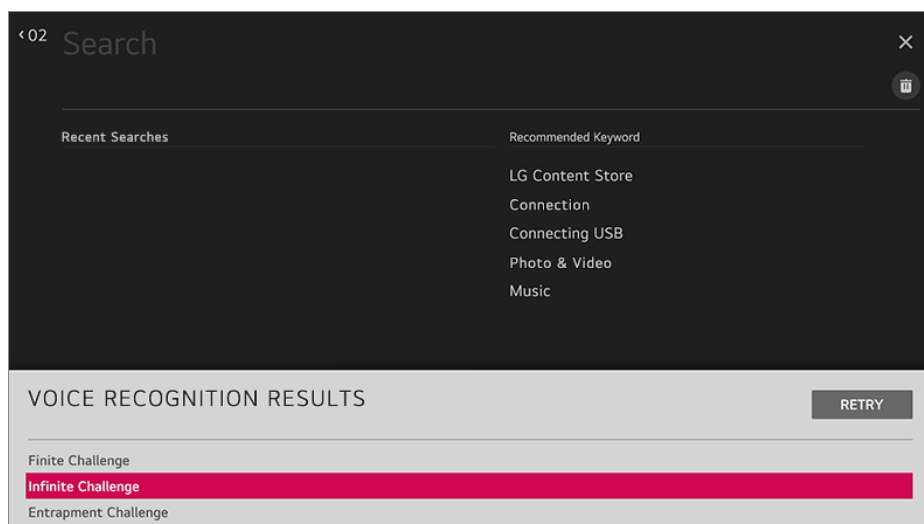 ‹02 Search
Recent Searches
Recommended Keyword
LG Content Store
Connection
Connecting USB
Photo & Video
Music
VOICE RECOGNITION RESULTS
RETRY
Finite Challenge
Infinite Challenge
Entrapment Challenge